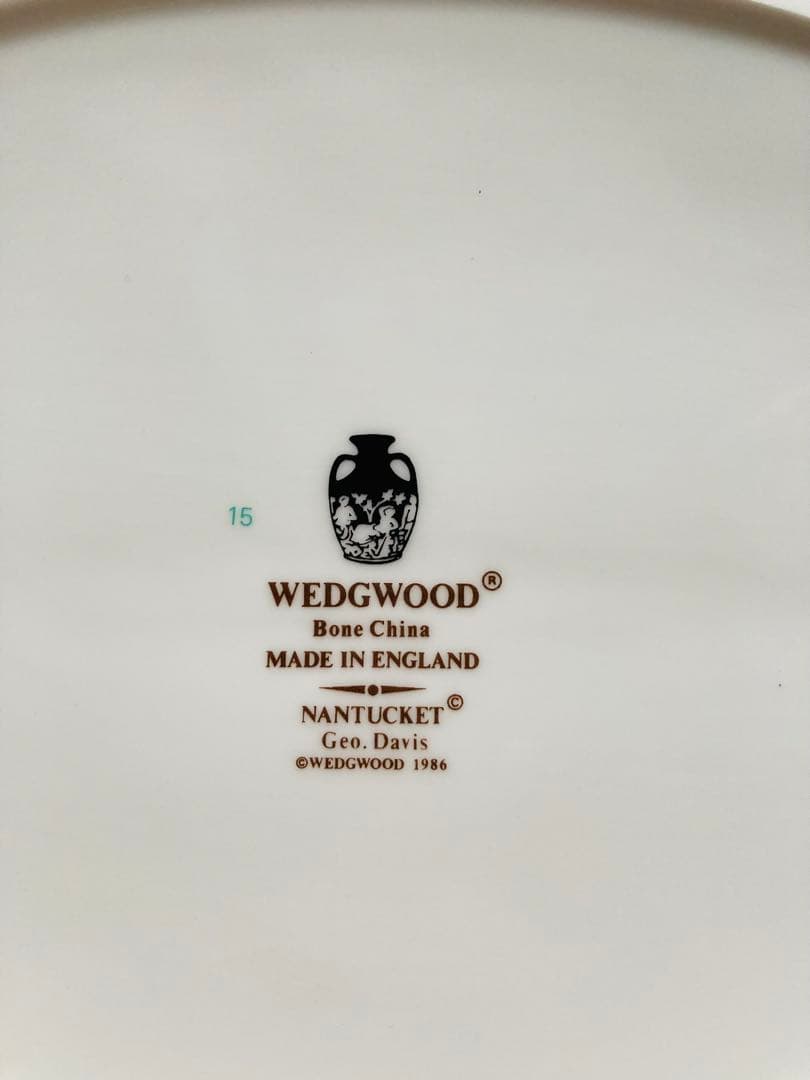 15
WEDGWOOD®
Bone China
MADE IN ENGLAND
NANTUCKET©
Geo. Davis
©WEDGWOOD 1986